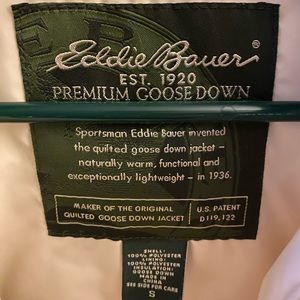 Eddie Bauer®
EST. 1920
PREMIUM GOOSE DOWN
Sportsman Eddie Bauer invented
the quilted goose down jacket –
naturally warm, functional and
exceptionally lightweight – in 1936.
MAKER OF THE ORIGINAL
QUILTED GOOSE DOWN JACKET
U.S. PATENT
D119,122
SHELL:
100% POLYESTER
LINING:
100% POLYESTER
INSULATION:
GOOSE DOWN
MADE IN
CHINA
SEE SIDE FOR CARE
S